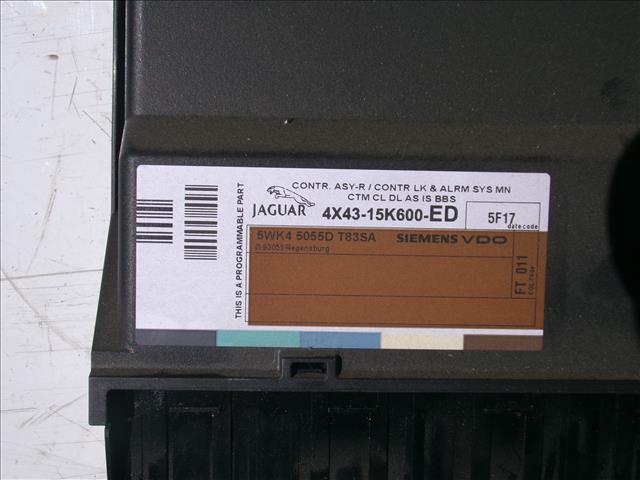 CONTR. ASY-R / CONTR LK & ALRM SYS MN
CTM CL DL AS IS BBS
JAGUAR
4X43-15K600-ED
5F17
date code
THIS IS A PROGRAMMABLE PART
5WK4 5055D T83SA
SIEMENS VDO
D-93055 Regensburg
FT 011